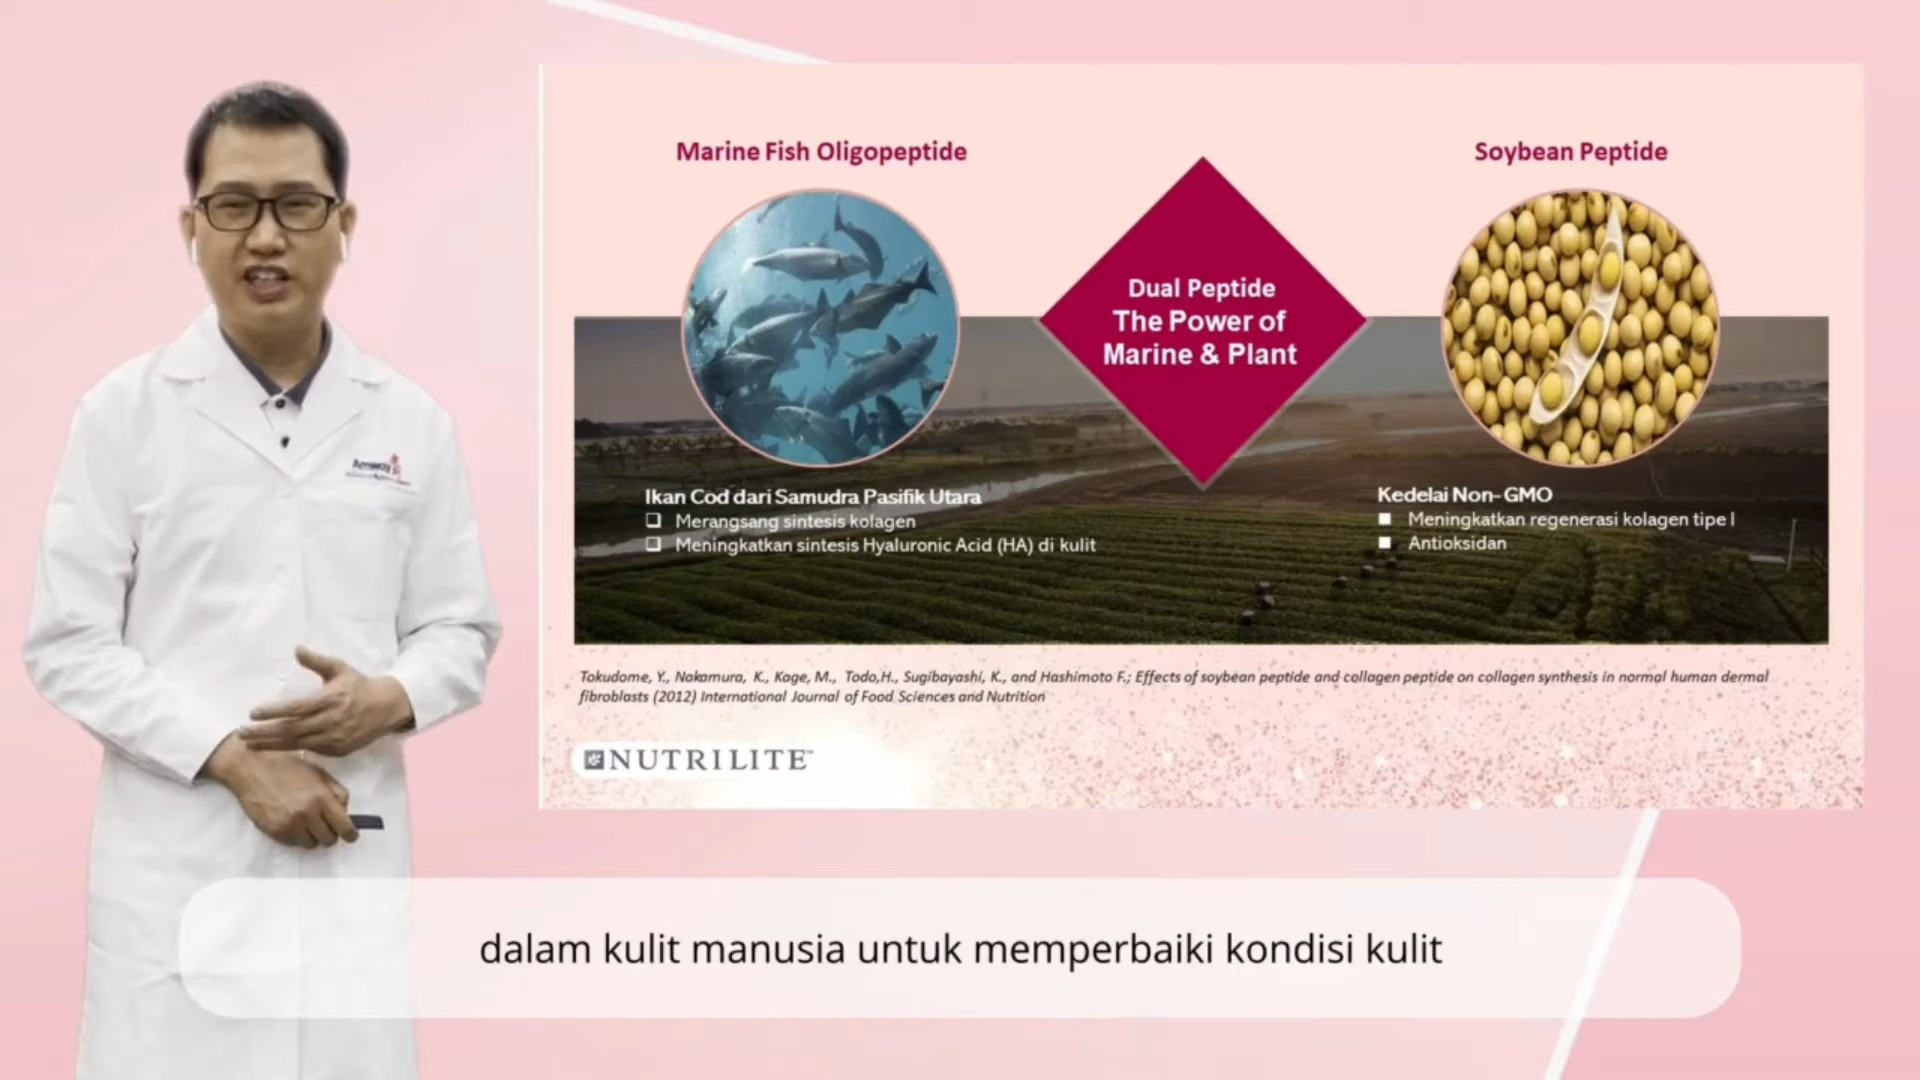 Marine Fish Oligopeptide
Soybean Peptide
Dual Peptide
The Power of
Marine & Plant
Ikan Cod dari Samudra Pasifik Utara
Merangsang sintesis kolagen
Meningkatkan sintesis Hyaluronic Acid (HA) di kulit
Kedelai Non-GMO
Meningkatkan regenerasi kolagen tipe I
Antioksidan
Tokudome, Y., Nakamura, K., Kage, M., Todo,H., Sugibayashi, K., and Hashimoto F.; Effects of soybean peptide and collagen peptide on collagen synthesis in normal human dermal
fibroblasts (2012) International Journal of Food Sciences and Nutrition
NUTRILITE™
Amway
dalam kulit manusia untuk memperbaiki kondisi kulit